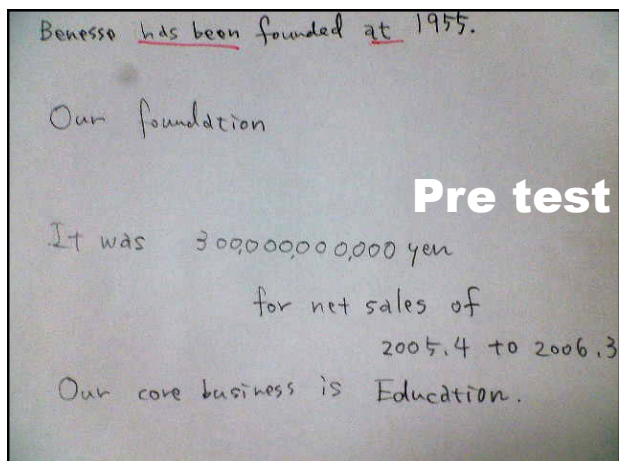 Benesse has been founded at 1955.
Our foundation
Pre test
It was 300,000,000,000 yen
for net sales of
2005.4 to 2006.3
Our core business is Education.